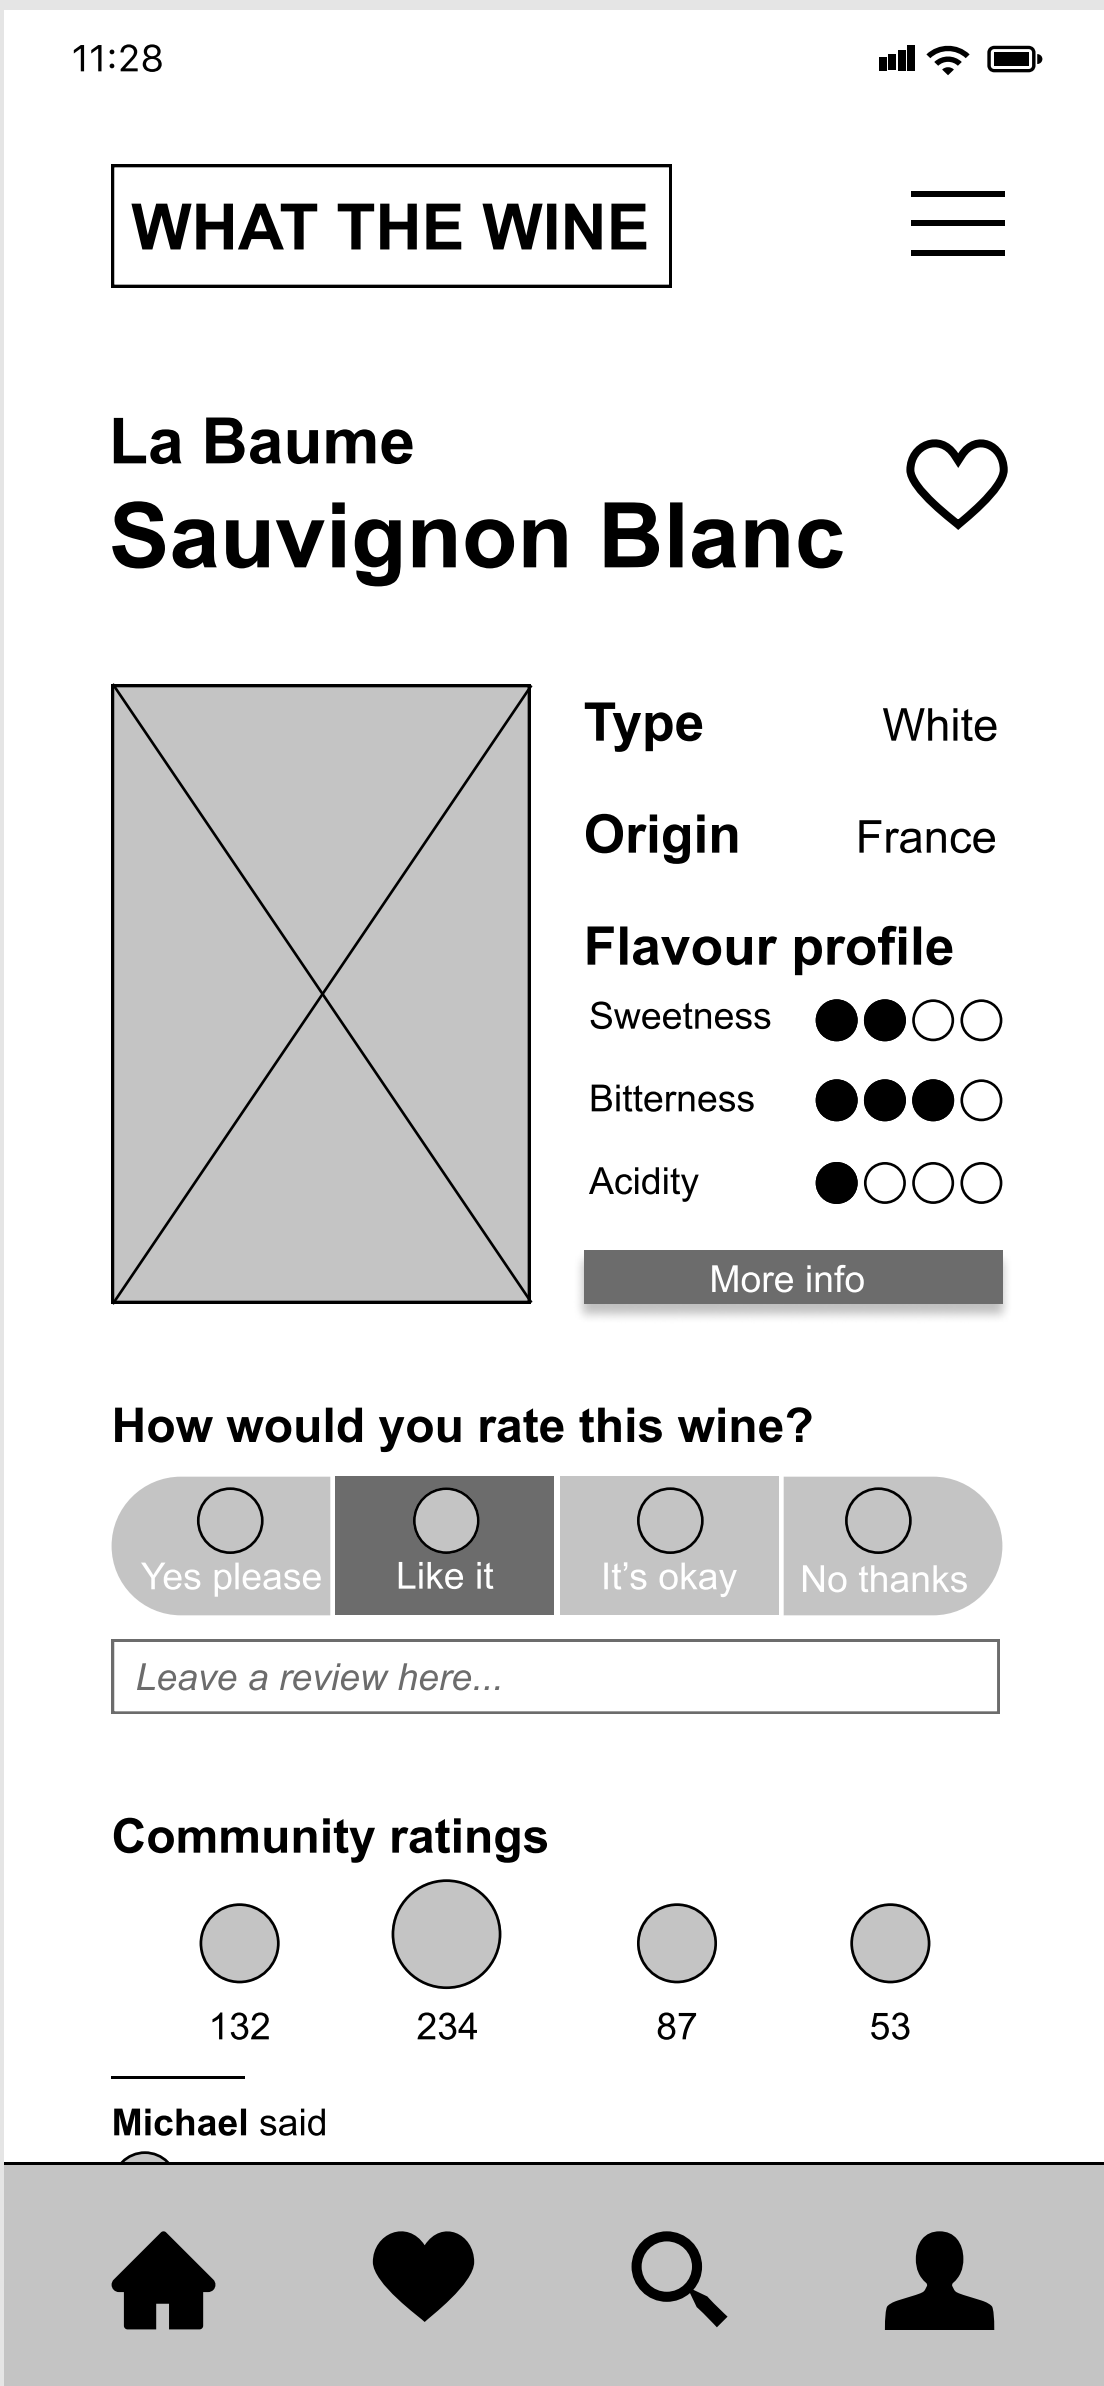 11:28
WHAT THE WINE
La Baume
Sauvignon Blanc
Type White
Origin France
Flavour profile
Sweetness
Bitterness
Acidity
More info
How would you rate this wine?
Yes please Like it It's okay No thanks
Leave a review here...
Community ratings
132 234 87 53
Michael said